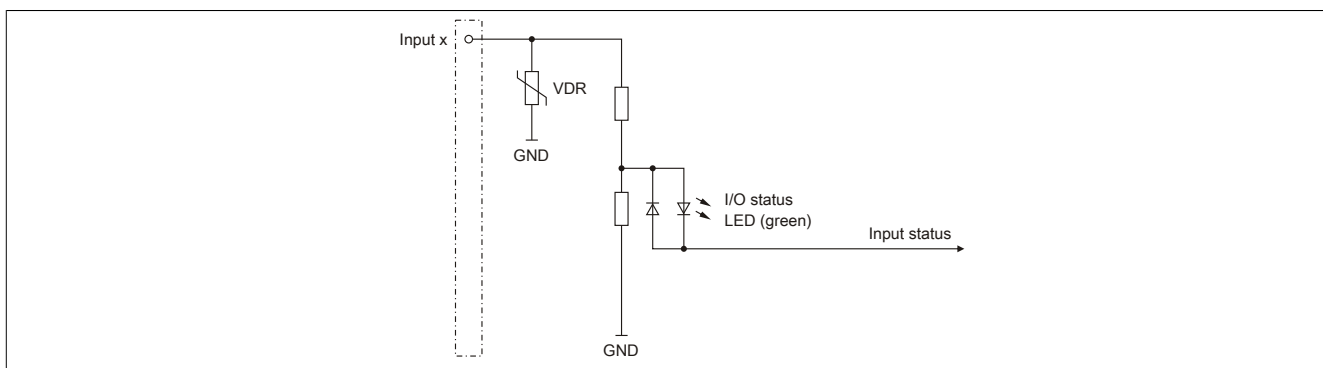 Input x
VDR
GND
I/O status
LED (green)
Input status
GND